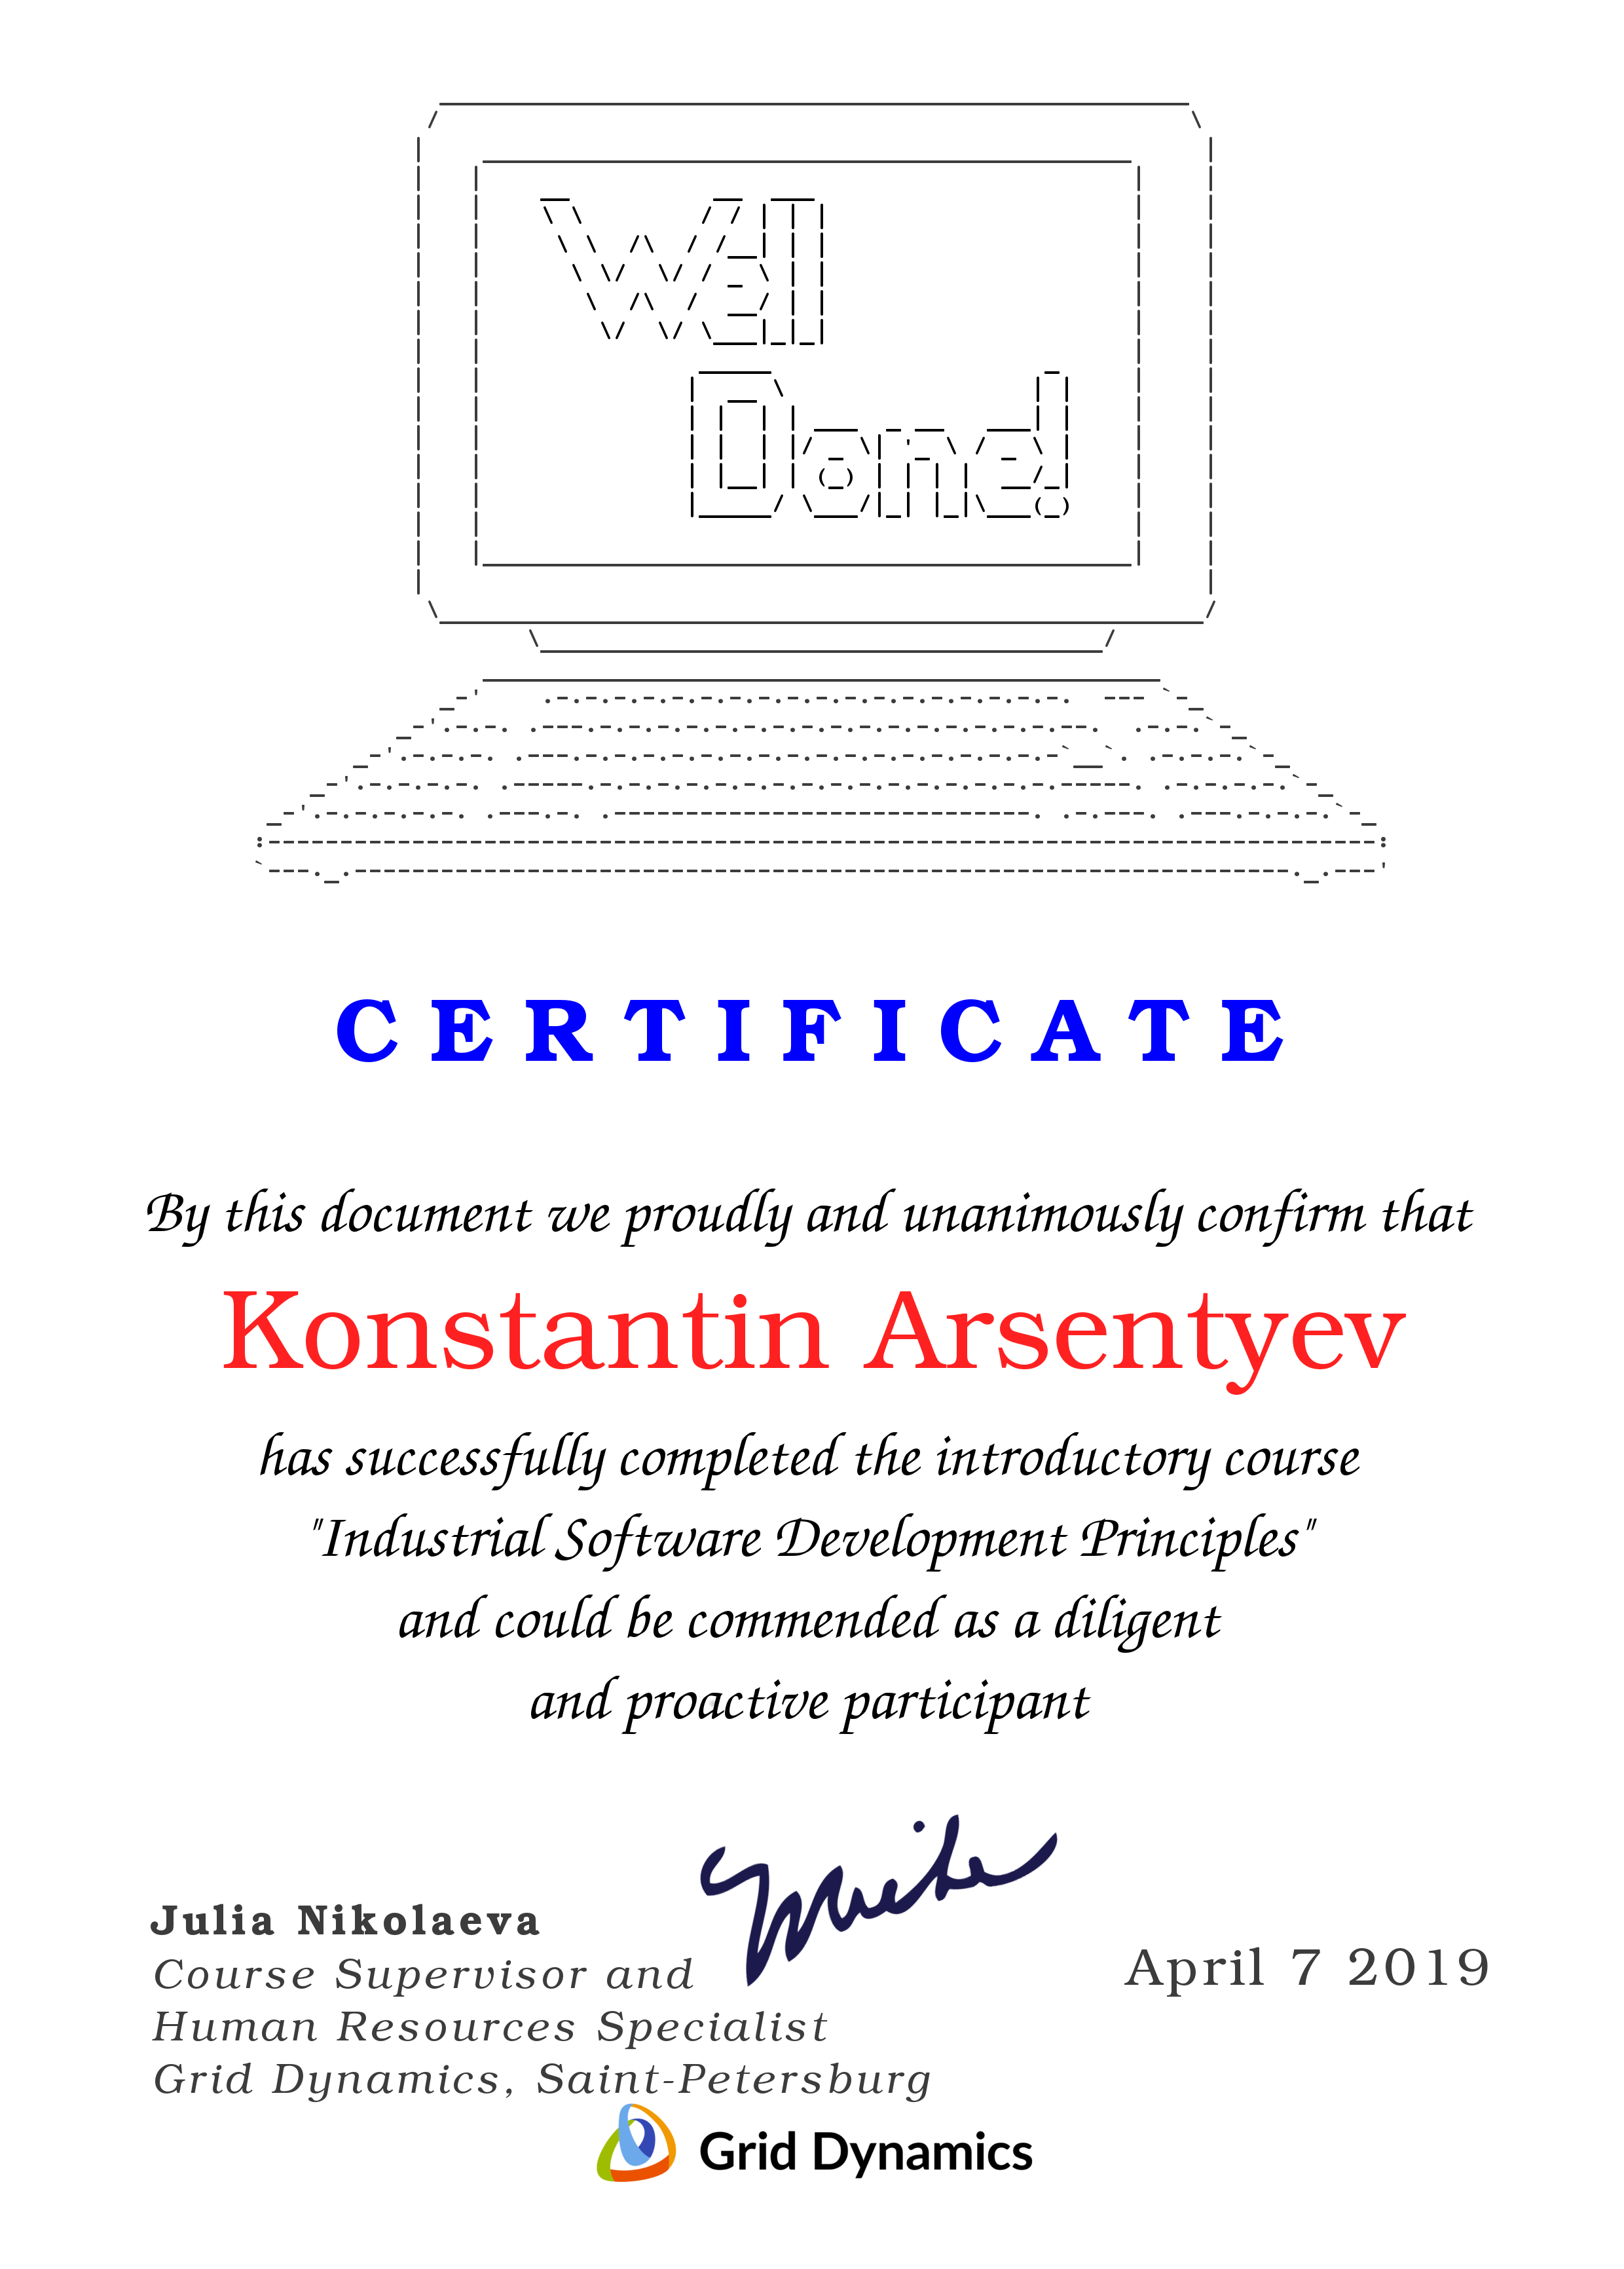 Well
Done!
CERTIFICATE
By this document we proudly and unanimously confirm that
Konstantin Arsentyev
has successfully completed the introductory course
"Industrial Software Development Principles"
and could be commended as a diligent
and proactive participant
Mike
Julia Nikolaeva
Course Supervisor and
Human Resources Specialist
Grid Dynamics, Saint-Petersburg
April 7 2019
Grid Dynamics